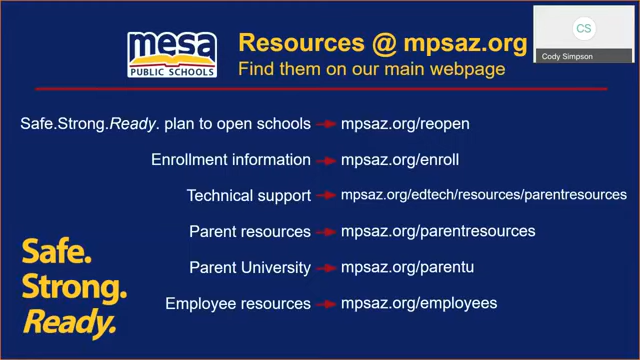 mesa
PUBLIC SCHOOLS
Resources @ mpsaz.org
Find them on our main webpage
CS
Cody Simpson
Safe.Strong.Ready. plan to open schools mpsaz.org/reopen
Enrollment information mpsaz.org/enroll
Technical support mpsaz.org/edtech/resources/parentresources
Parent resources mpsaz.org/parentresources
Parent University mpsaz.org/parentu
Employee resources mpsaz.org/employees
Safe.
Strong.
Ready.